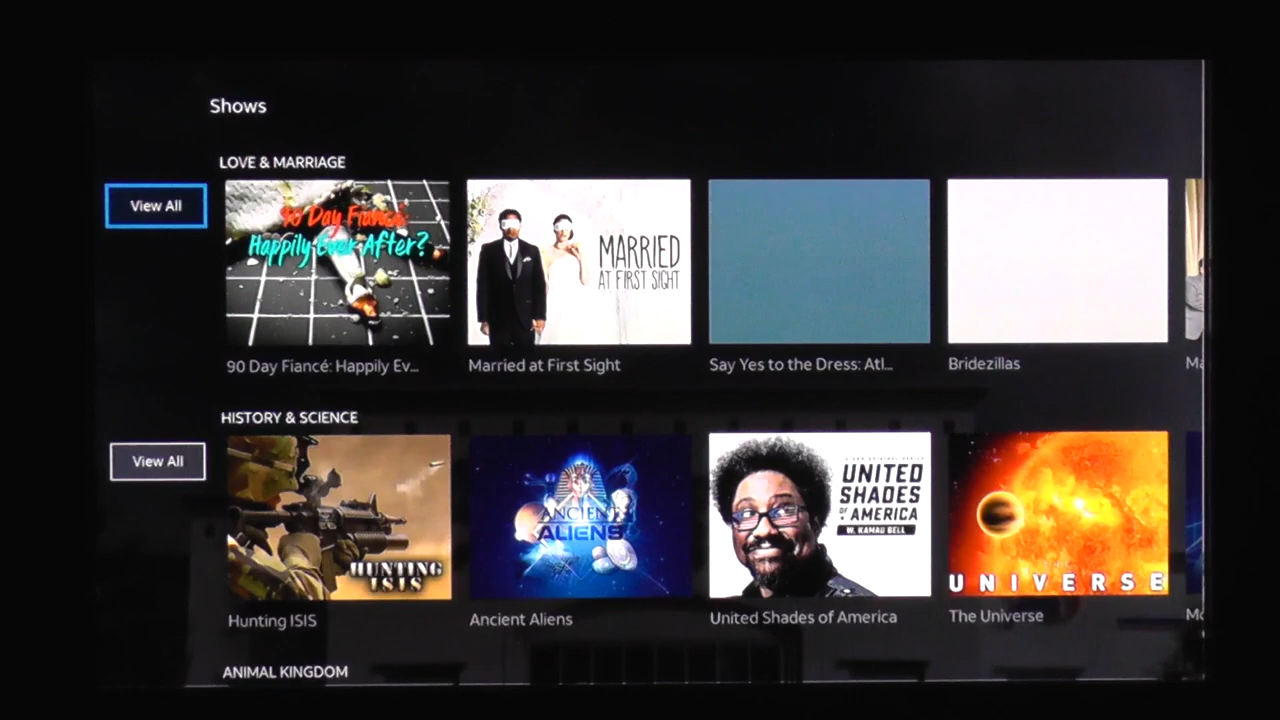 Shows
LOVE & MARRIAGE
View All
90 Day Fiancé:
Happily Ever After?
MARRIED
AT FIRST SIGHT
90 Day Fiancé: Happily Ev...
Married at First Sight
Say Yes to the Dress: Atl...
Bridezillas
Ma
HISTORY & SCIENCE
View All
HUNTING
ISIS
ANCIENT
ALIENS
UNITED
SHADES
OF AMERICA
W. KAMAU BELL
UNIVERSE
Hunting ISIS
Ancient Aliens
United Shades of America
The Universe
Mo
ANIMAL KINGDOM